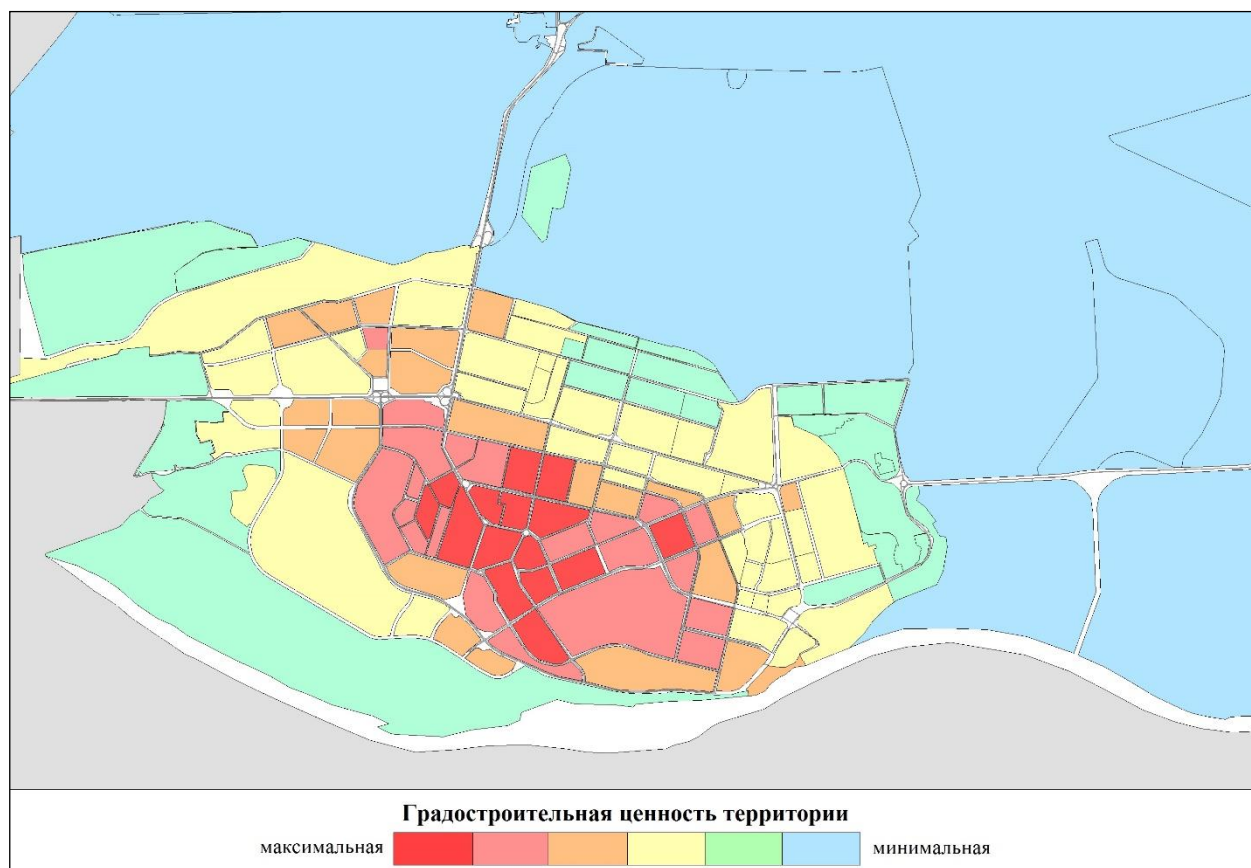 Градостроительная ценность территории
максимальная минимальная